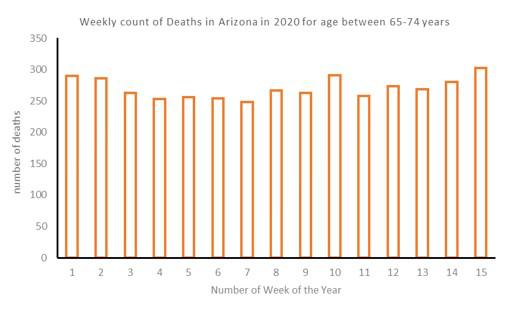 Weekly count of Deaths in Arizona in 2020 for age between 65-74 years
350
300
250
200
150
100
50
0
number of deaths
1 2 3 4 5 6 7 8 9 10 11 12 13 14 15
Number of Week of the Year